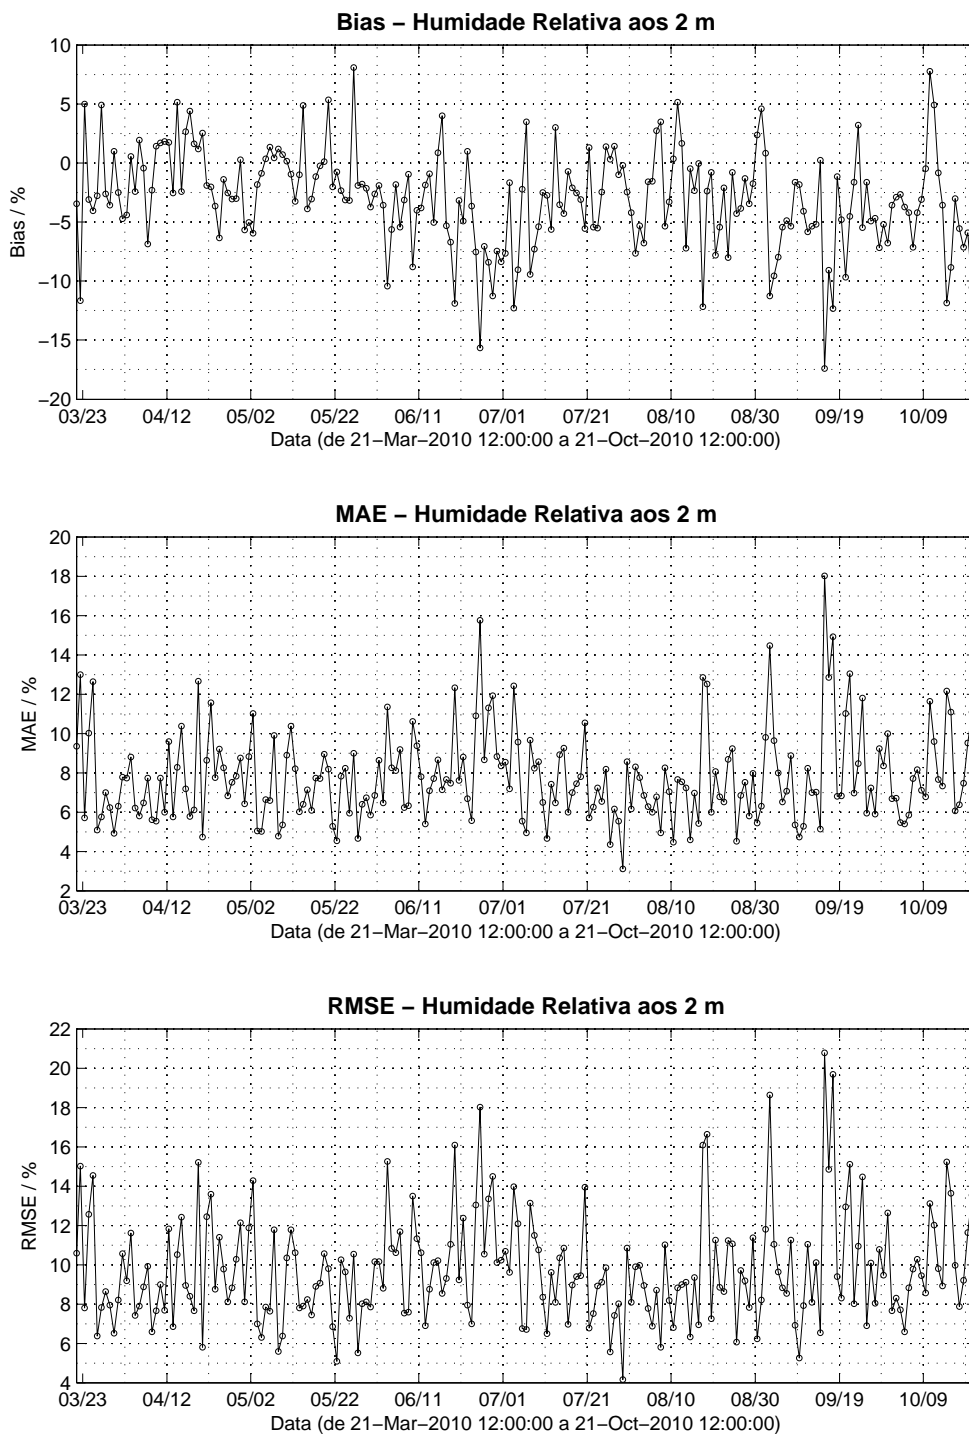 Bias – Humidade Relativa aos 2 m
10
5
0
−5
−10
−15
−20
Bias / %
03/23 04/12 05/02 05/22 06/11 07/01 07/21 08/10 08/30 09/19 10/09
Data (de 21−Mar−2010 12:00:00 a 21−Oct−2010 12:00:00)
MAE – Humidade Relativa aos 2 m
20
18
16
14
12
10
8
6
4
2
MAE / %
03/23 04/12 05/02 05/22 06/11 07/01 07/21 08/10 08/30 09/19 10/09
Data (de 21−Mar−2010 12:00:00 a 21−Oct−2010 12:00:00)
RMSE – Humidade Relativa aos 2 m
22
20
18
16
14
12
10
8
6
4
RMSE / %
03/23 04/12 05/02 05/22 06/11 07/01 07/21 08/10 08/30 09/19 10/09
Data (de 21−Mar−2010 12:00:00 a 21−Oct−2010 12:00:00)